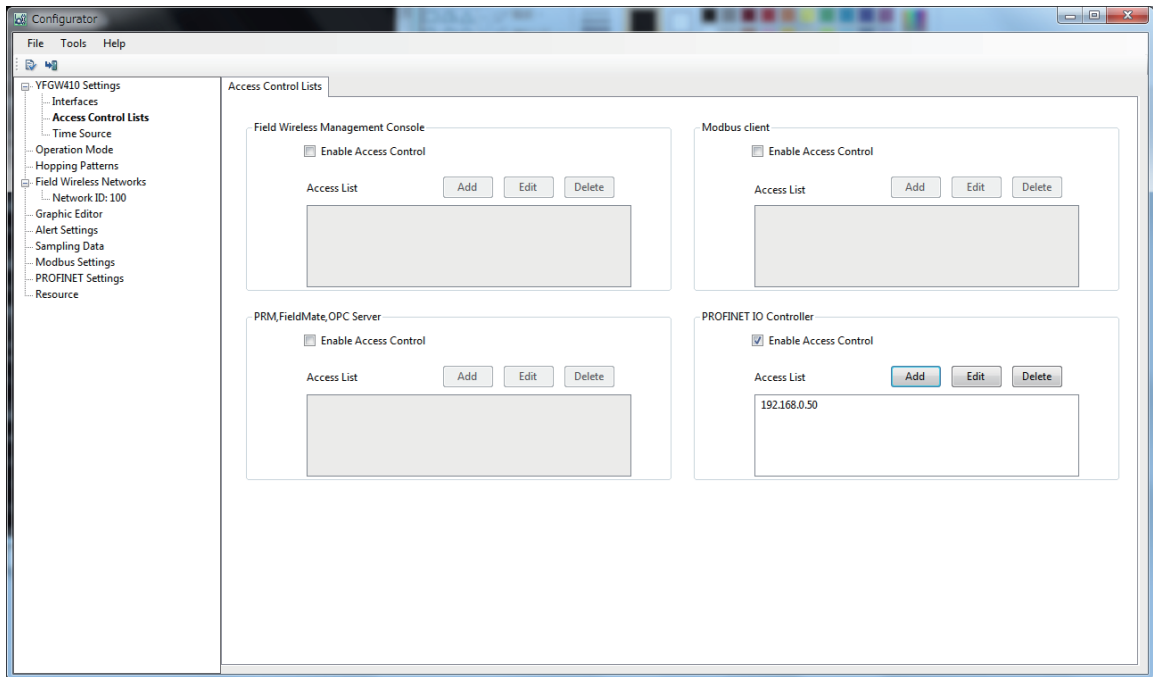 Configurator
File Tools Help
YFGW410 Settings
Interfaces
Access Control Lists
Time Source
Operation Mode
Hopping Patterns
Field Wireless Networks
Network ID: 100
Graphic Editor
Alert Settings
Sampling Data
Modbus Settings
PROFINET Settings
Resource
Access Control Lists
Field Wireless Management Console
Enable Access Control
Access List Add Edit Delete
Modbus client
Enable Access Control
Access List Add Edit Delete
PRM,FieldMate,OPC Server
Enable Access Control
Access List Add Edit Delete
PROFINET IO Controller
Enable Access Control
Access List Add Edit Delete
192.168.0.50